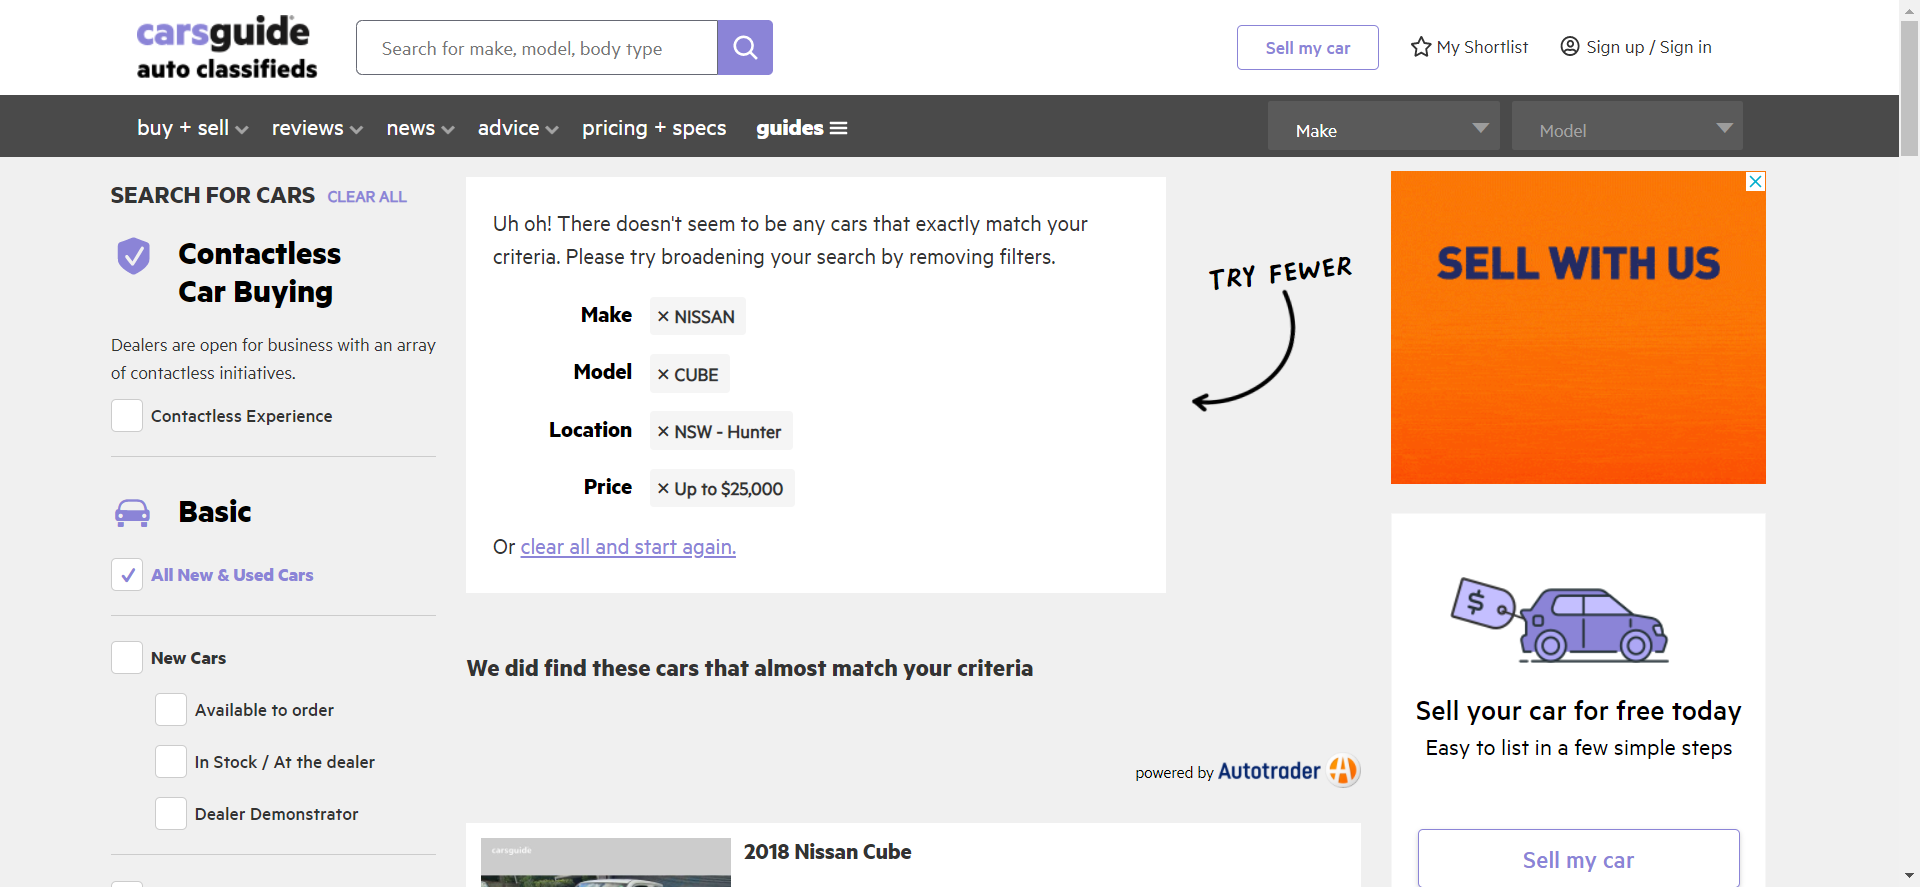 carsguide
auto classifieds
Search for make, model, body type
Sell my car
My Shortlist
Sign up / Sign in
buy + sell
reviews
news
advice
pricing + specs
guides
Make
Model
SEARCH FOR CARS CLEAR ALL
Contactless
Car Buying
Dealers are open for business with an array
of contactless initiatives.
Contactless Experience
Basic
All New & Used Cars
New Cars
Available to order
In Stock / At the dealer
Dealer Demonstrator
Uh oh! There doesn't seem to be any cars that exactly match your
criteria. Please try broadening your search by removing filters.
Make × NISSAN
Model × CUBE
Location × NSW - Hunter
Price × Up to $25,000
Or clear all and start again.
TRY FEWER
We did find these cars that almost match your criteria
powered by Autotrader
carsguide
2018 Nissan Cube
SELL WITH US
$
Sell your car for free today
Easy to list in a few simple steps
Sell my car